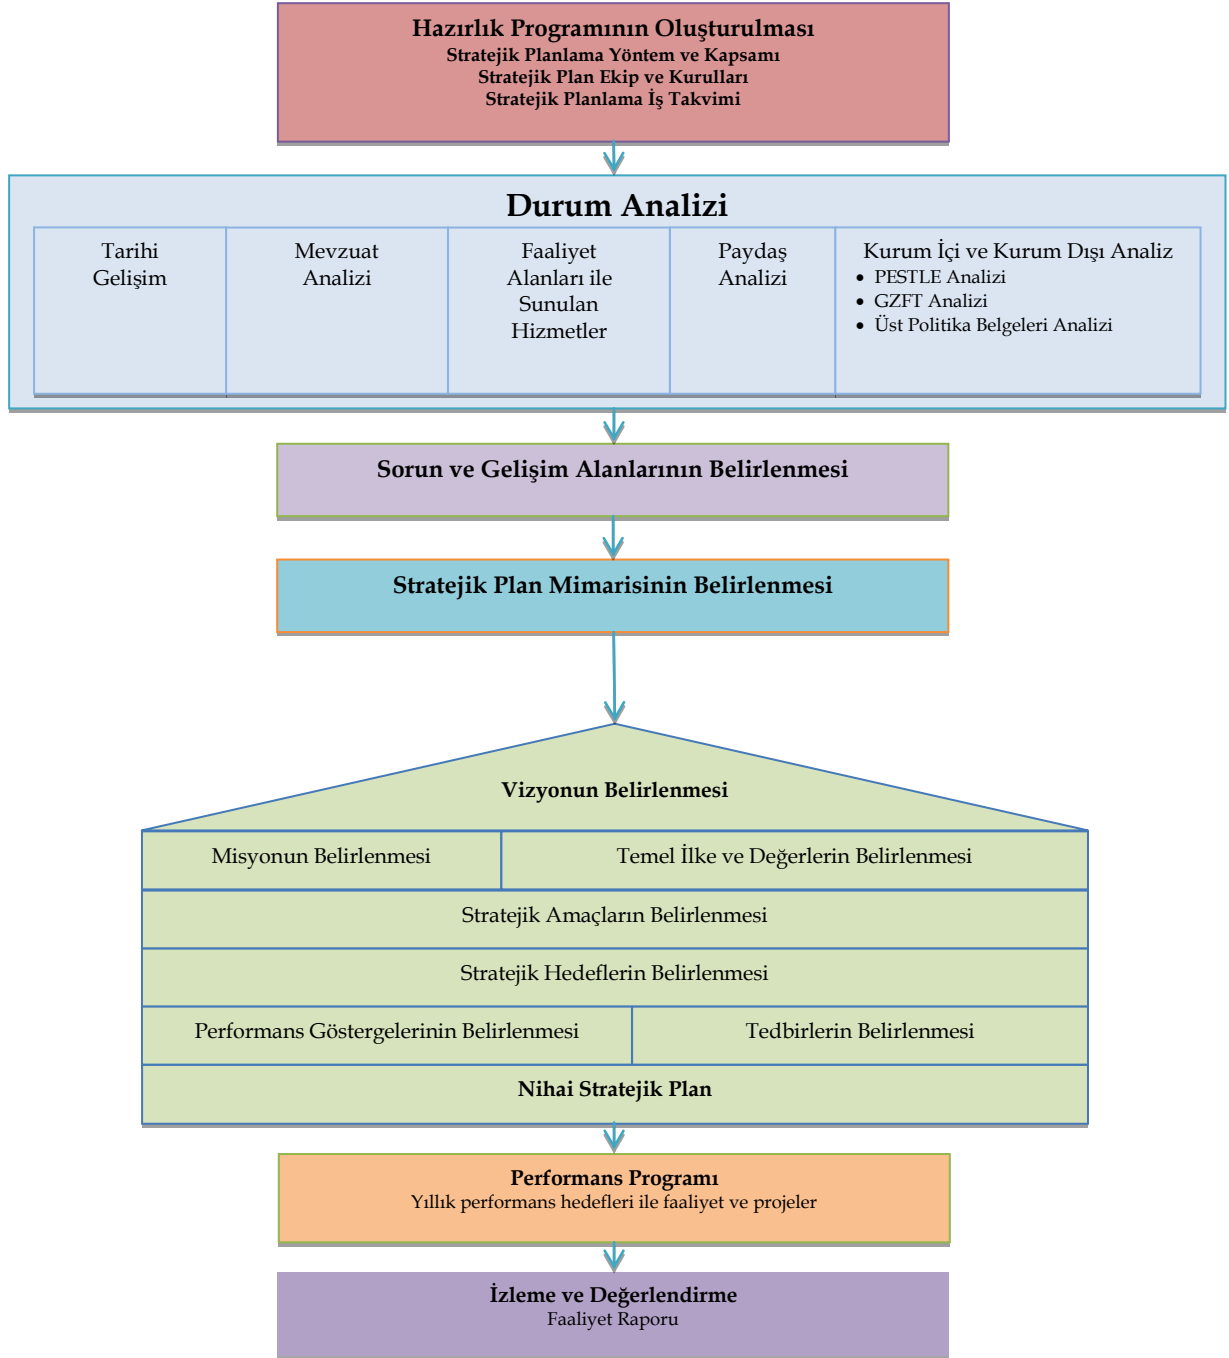 Hazırlık Programının Oluşturulması
Stratejik Planlama Yöntem ve Kapsamı
Stratejik Plan Ekip ve Kurulları
Stratejik Planlama İş Takvimi
Durum Analizi
Tarihi
Gelişim
Mevzuat
Analizi
Faaliyet
Alanları ile
Sunulan
Hizmetler
Paydaş
Analizi
Kurum İçi ve Kurum Dışı Analiz
• PESTLE Analizi
• GZFT Analizi
• Üst Politika Belgeleri Analizi
Sorun ve Gelişim Alanlarının Belirlenmesi
Stratejik Plan Mimarisinin Belirlenmesi
Vizyonun Belirlenmesi
Misyonun Belirlenmesi
Temel İlke ve Değerlerin Belirlenmesi
Stratejik Amaçların Belirlenmesi
Stratejik Hedeflerin Belirlenmesi
Performans Göstergelerinin Belirlenmesi
Tedbirlerin Belirlenmesi
Nihai Stratejik Plan
Performans Programı
Yıllık performans hedefleri ile faaliyet ve projeler
İzleme ve Değerlendirme
Faaliyet Raporu